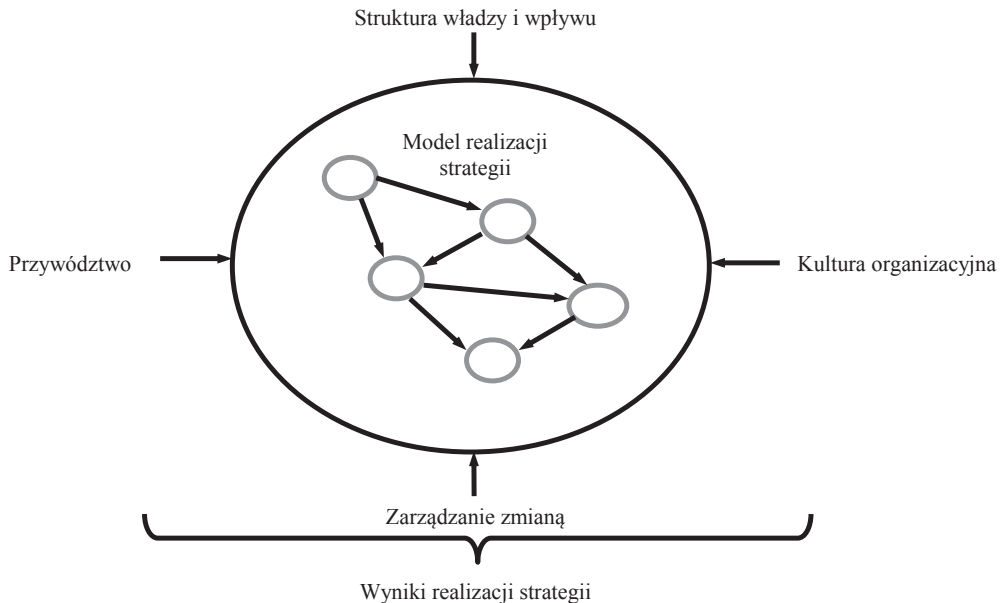 Struktura władzy i wpływu
Model realizacji
strategii
Przywództwo
Kultura organizacyjna
Zarządzanie zmianą
Wyniki realizacji strategii